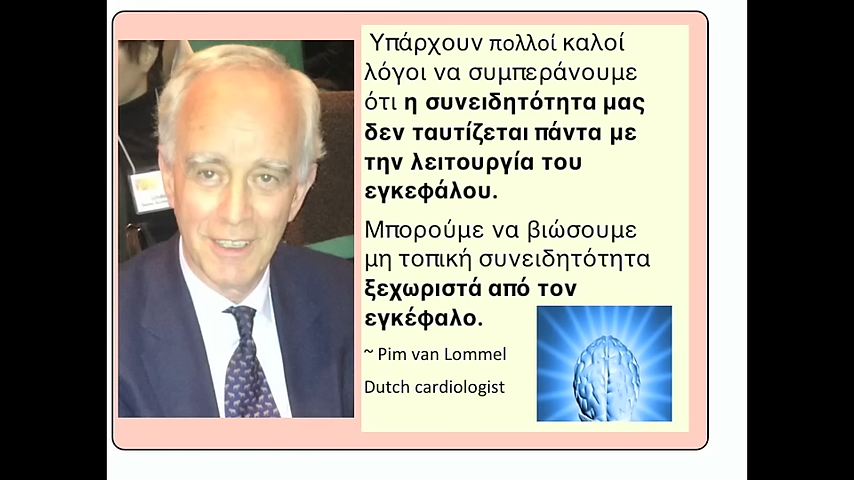 Υπάρχουν πολλοί καλοί
λόγοι να συμπεράνουμε
ότι η συνειδητότητα μας
δεν ταυτίζεται πάντα με
την λειτουργία του
εγκεφάλου.
Μπορούμε να βιώσουμε
μη τοπική συνειδητότητα
ξεχωριστά από τον
εγκέφαλο.
~ Pim van Lommel
Dutch cardiologist